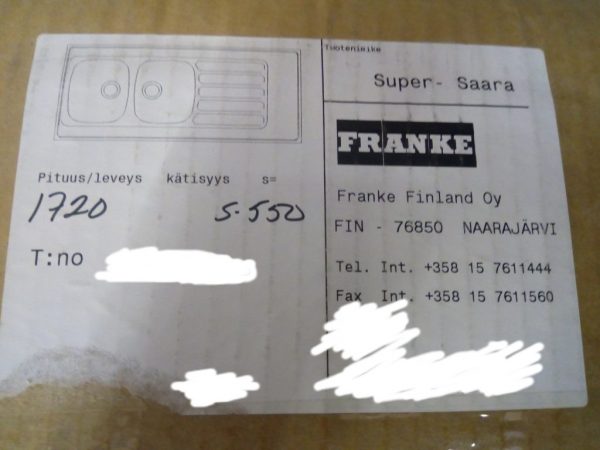 Tuotenimike
Super- Saara
FRANKE
Pituus/leveys kätisyys s=
1720 S-550
T:no
Franke Finland Oy
FIN - 76850 NAARAJÄRVI
Tel. Int. +358 15 7611444
Fax Int. +358 15 7611560